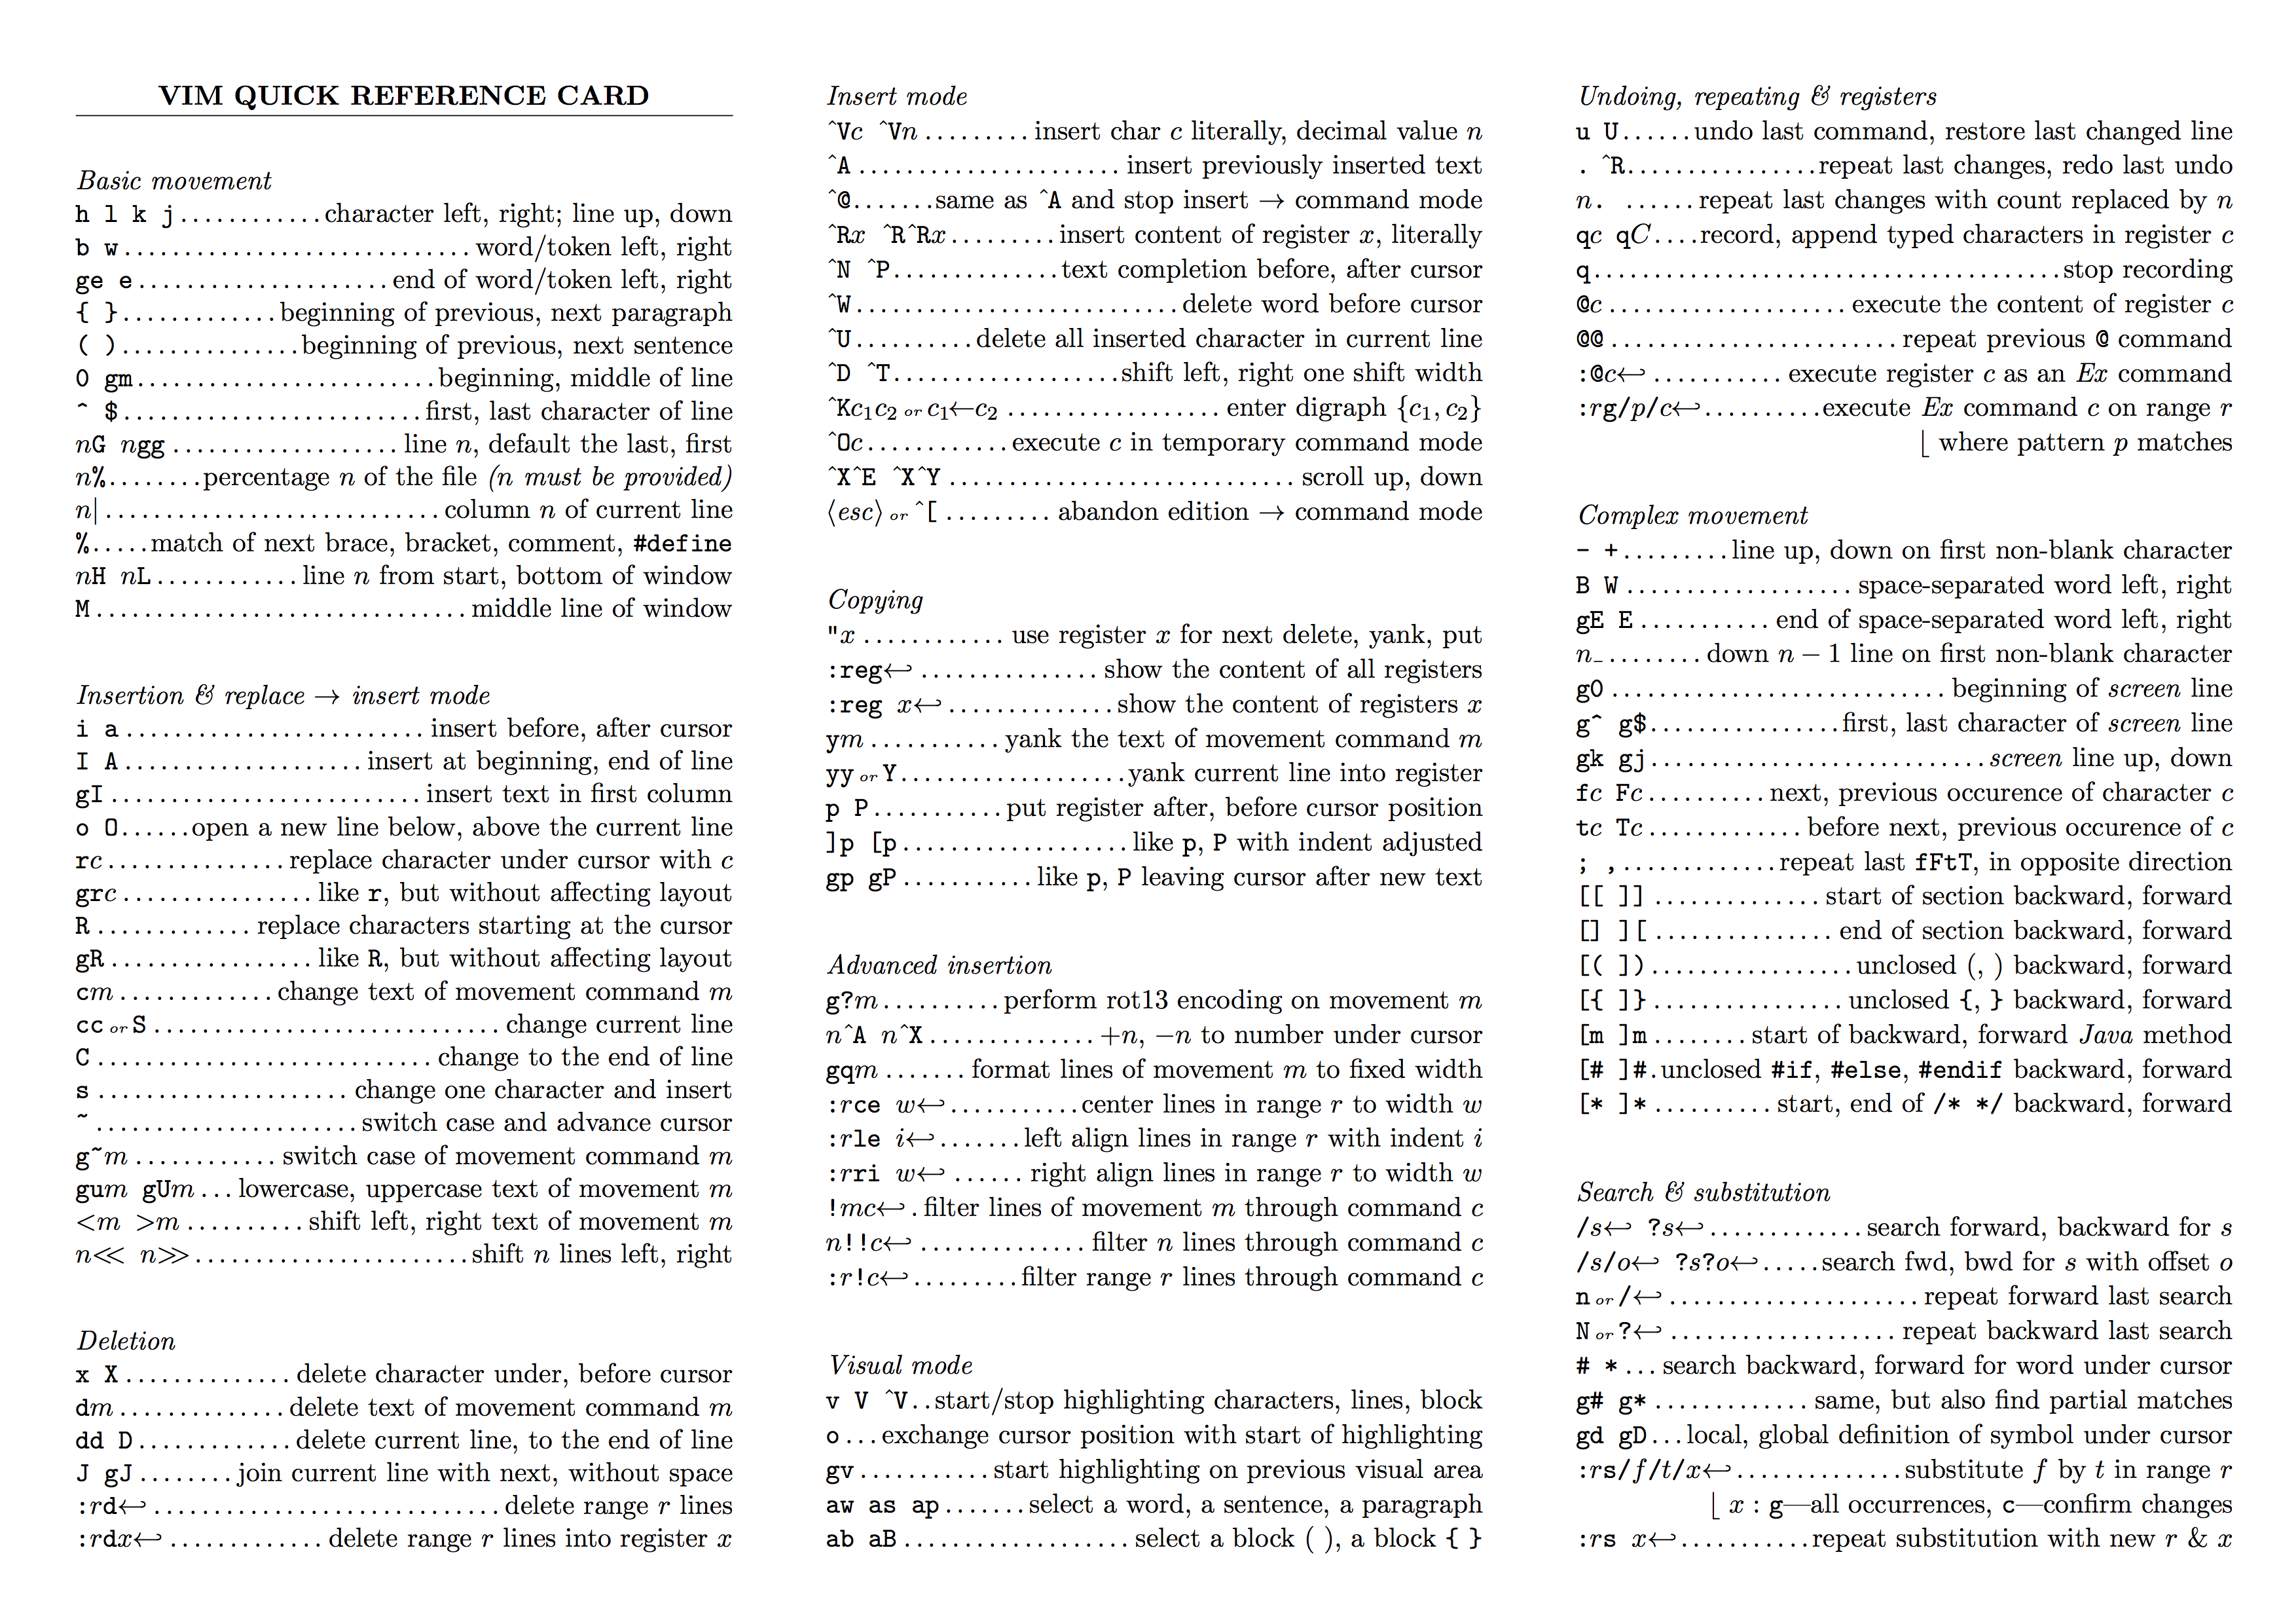 VIM QUICK REFERENCE CARD
Basic movement
h l k j............character left, right; line up, down
b w.............................word/token left, right
ge e.....................end of word/token left, right
{ }.............beginning of previous, next paragraph
( )...............beginning of previous, next sentence
0 gm.........................beginning, middle of line
^ $.........................first, last character of line
nG ngg ................... line n, default the last, first
n%........percentage n of the file (n must be provided)
n| ............................ column n of current line
%.....match of next brace, bracket, comment, #define
nH nL............line n from start, bottom of window
M............................... middle line of window
Insertion & replace → insert mode
i a......................... insert before, after cursor
I A.................... insert at beginning, end of line
gI.......................... insert text in first column
o O......open a new line below, above the current line
rc...............replace character under cursor with c
grc................ like r, but without affecting layout
R............. replace characters starting at the cursor
gR................. like R, but without affecting layout
cm.............change text of movement command m
cc or S............................. change current line
C............................ change to the end of line
s ..................... change one character and insert
~ ......................switch case and advance cursor
g~m ............ switch case of movement command m
gum gUm ... lowercase, uppercase text of movement m
<m >m .......... shift left, right text of movement m
n<< n>>.......................shift n lines left, right
Deletion
x X.............. delete character under, before cursor
dm..............delete text of movement command m
dd D.............delete current line, to the end of line
J gJ........join current line with next, without space
:rd↩ .............................delete range r lines
:rdx↩ ............. delete range r lines into register x
Insert mode
^Vc ^Vn .........insert char c literally, decimal value n
^A ...................... insert previously inserted text
^@.......same as ^A and stop insert → command mode
^Rx ^R^Rx.........insert content of register x, literally
^N ^P..............text completion before, after cursor
^W........................... delete word before cursor
^U..........delete all inserted character in current line
^D ^T...................shift left, right one shift width
^Kc₁c₂ or c₁←c₂ .................. enter digraph {c₁, c₂}
^Oc............execute c in temporary command mode
^X^E ^X^Y ............................. scroll up, down
⟨esc⟩ or ^[ ......... abandon edition → command mode
Copying
"x ............ use register x for next delete, yank, put
:reg↩ ............... show the content of all registers
:reg x↩ ..............show the content of registers x
ym ...........yank the text of movement command m
yy or Y...................yank current line into register
p P...........put register after, before cursor position
]p [p...................like p, P with indent adjusted
gp gP...........like p, P leaving cursor after new text
Advanced insertion
g?m..........perform rot13 encoding on movement m
n^A n^X..............+n, −n to number under cursor
gqm ....... format lines of movement m to fixed width
:rce w↩...........center lines in range r to width w
:rle i↩.......left align lines in range r with indent i
:rri w↩ ...... right align lines in range r to width w
!mc↩.filter lines of movement m through command c
n!!c↩ .............. filter n lines through command c
:r!c↩.........filter range r lines through command c
Visual mode
v V ^V..start/stop highlighting characters, lines, block
o...exchange cursor position with start of highlighting
gv...........start highlighting on previous visual area
aw as ap.......select a word, a sentence, a paragraph
ab aB ................... select a block ( ), a block { }
Undoing, repeating & registers
u U......undo last command, restore last changed line
. ^R................repeat last changes, redo last undo
n. ......repeat last changes with count replaced by n
qc qC....record, append typed characters in register c
q.......................................stop recording
@c.................... execute the content of register c
@@........................ repeat previous @ command
:@c↩ ........... execute register c as an Ex command
:rg/p/c↩..........execute Ex command c on range r
⌊ where pattern p matches
Complex movement
- +.........line up, down on first non-blank character
B W ................... space-separated word left, right
gE E........... end of space-separated word left, right
n_........ down n − 1 line on first non-blank character
g0 ............................ beginning of screen line
g^ g$................first, last character of screen line
gk gj............................screen line up, down
fc Fc..........next, previous occurence of character c
tc Tc .............before next, previous occurence of c
; ,.............repeat last fFtT, in opposite direction
[[ ]] .............. start of section backward, forward
[] ][ ............... end of section backward, forward
[( ]).................unclosed (, ) backward, forward
[{ ]}................ unclosed {, } backward, forward
[m ]m........ start of backward, forward Java method
[# ]#.unclosed #if, #else, #endif backward, forward
[* ]*.......... start, end of /* */ backward, forward
Search & substitution
/s↩ ?s↩.............search forward, backward for s
/s/o↩ ?s?o↩.....search fwd, bwd for s with offset o
n or /↩ ..................... repeat forward last search
N or ?↩ ................... repeat backward last search
# *...search backward, forward for word under cursor
g# g* ............. same, but also find partial matches
gd gD...local, global definition of symbol under cursor
:rs/f/t/x↩..............substitute f by t in range r
⌊ x : g—all occurrences, c—confirm changes
:rs x↩...........repeat substitution with new r & x